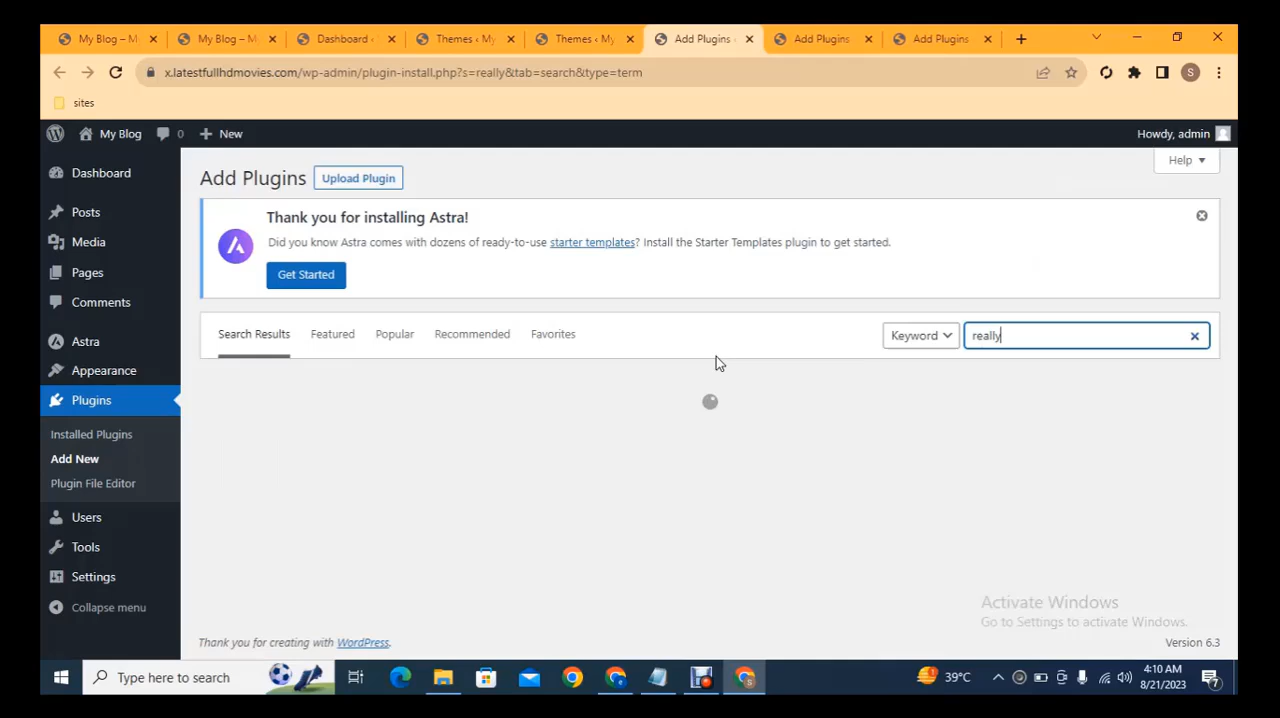 My Blog – M
My Blog – M
Dashboard ‹
Themes ‹ My
Themes ‹ My
Add Plugins ‹
Add Plugins
Add Plugins
x.latestfullhdmovies.com/wp-admin/plugin-install.php?s=really&tab=search&type=term
S
sites
My Blog
0
New
Howdy, admin
Help
Dashboard
Posts
Media
Pages
Comments
Astra
Appearance
Plugins
Installed Plugins
Add New
Plugin File Editor
Users
Tools
Settings
Collapse menu
Add Plugins
Upload Plugin
Thank you for installing Astra!
Did you know Astra comes with dozens of ready-to-use starter templates? Install the Starter Templates plugin to get started.
Get Started
Search Results
Featured
Popular
Recommended
Favorites
Keyword
really
Activate Windows
Go to Settings to activate Windows.
Thank you for creating with WordPress.
Version 6.3
Type here to search
39°C
4:10 AM
8/21/2023
7